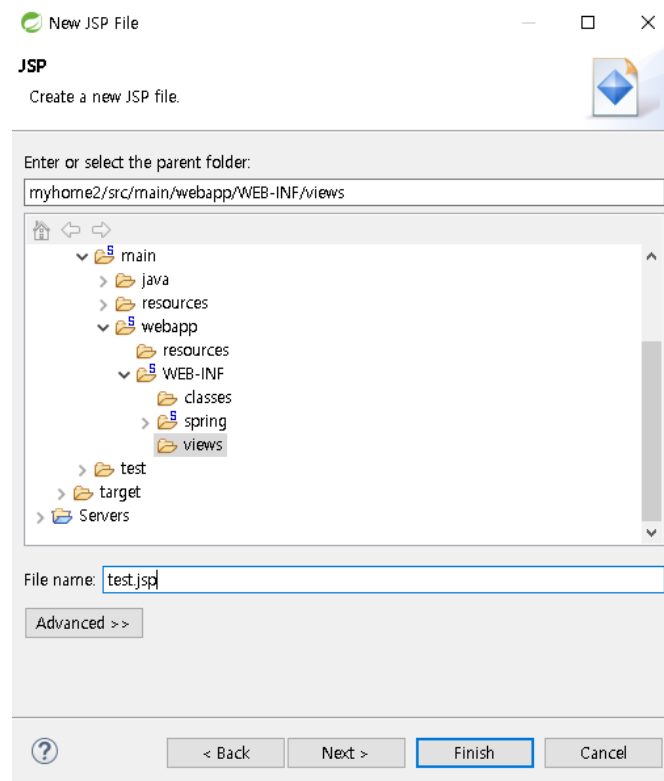 New JSP File
JSP
Create a new JSP file.
Enter or select the parent folder:
myhome2/src/main/webapp/WEB-INF/views
main
java
resources
webapp
resources
WEB-INF
classes
spring
views
test
target
Servers
File name: test.jsp
Advanced >>
? < Back Next > Finish Cancel